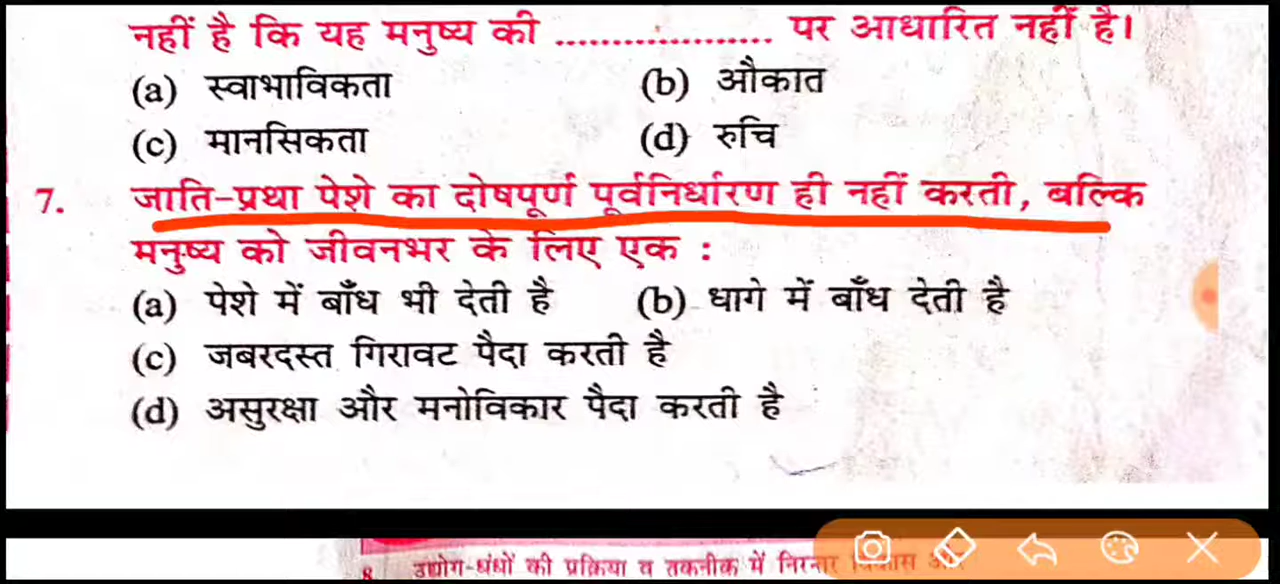 नहीं है कि यह मनुष्य की .................... पर आधारित नहीं है।
(a) स्वाभाविकता (b) औकात
(c) मानसिकता (d) रुचि
7. जाति-प्रथा पेशे का दोषपूर्ण पूर्वनिर्धारण ही नहीं करती, बल्कि
मनुष्य को जीवनभर के लिए एक :
(a) पेशे में बाँध भी देती है (b) धागे में बाँध देती है
(c) जबरदस्त गिरावट पैदा करती है
(d) असुरक्षा और मनोविकार पैदा करती है
8 उद्योग-धंधों की प्रक्रिया व तकनीक में निरन्तर विकास और